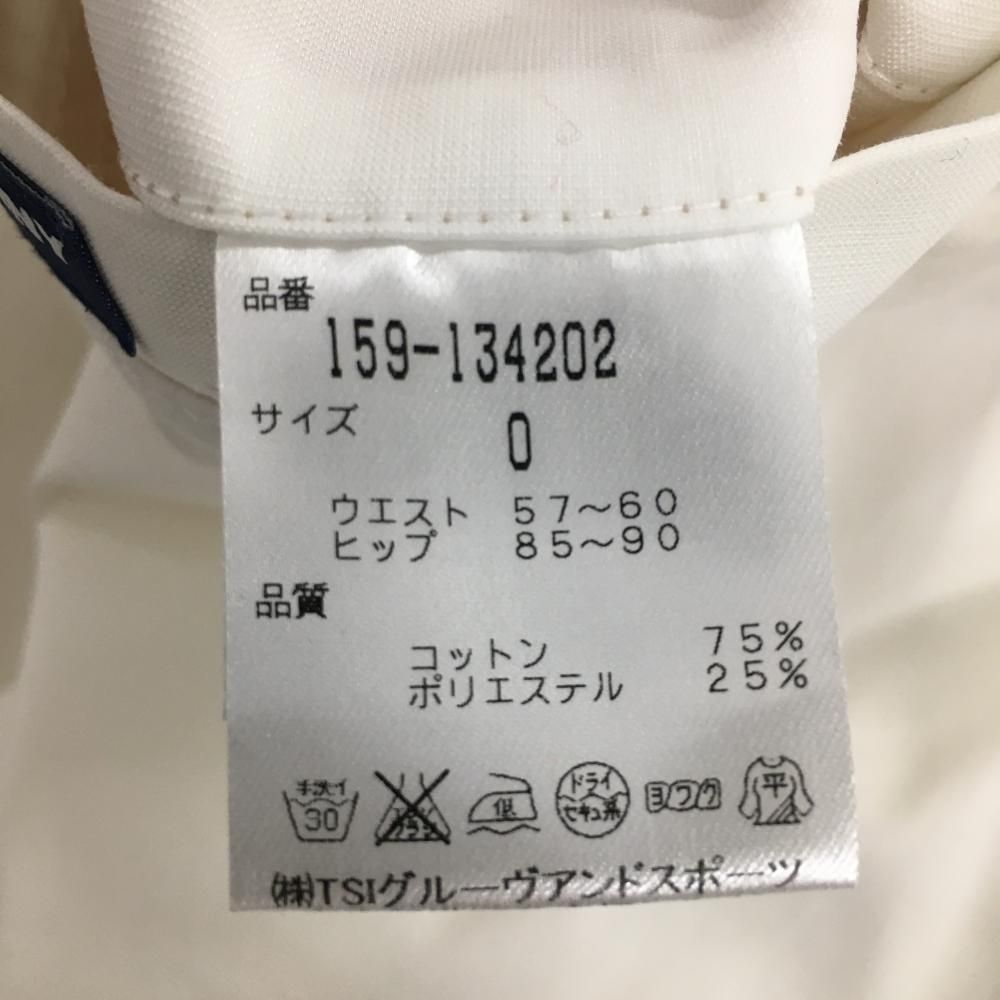 品番
159-134202
サイズ
0
ウエスト 57〜60
ヒップ 85〜90
品質
コットン 75%
ポリエステル 25%
手洗イ 30 低 ドライ セキユ系 ヨワク 平
㈱TSIグルーヴアンドスポーツ